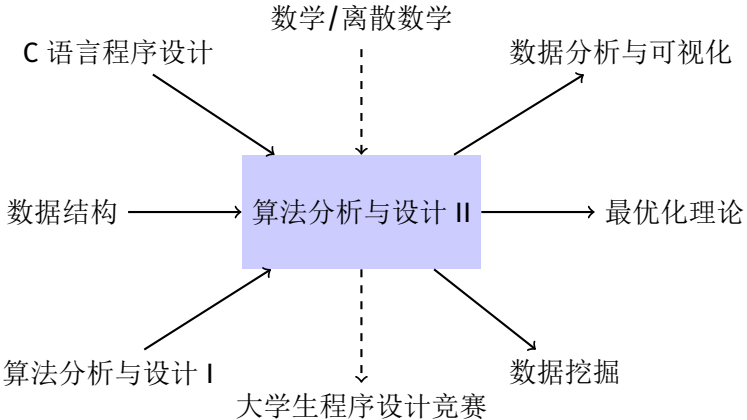 数学/离散数学
C 语言程序设计
数据分析与可视化
数据结构
算法分析与设计 II
最优化理论
算法分析与设计 I
数据挖掘
大学生程序设计竞赛